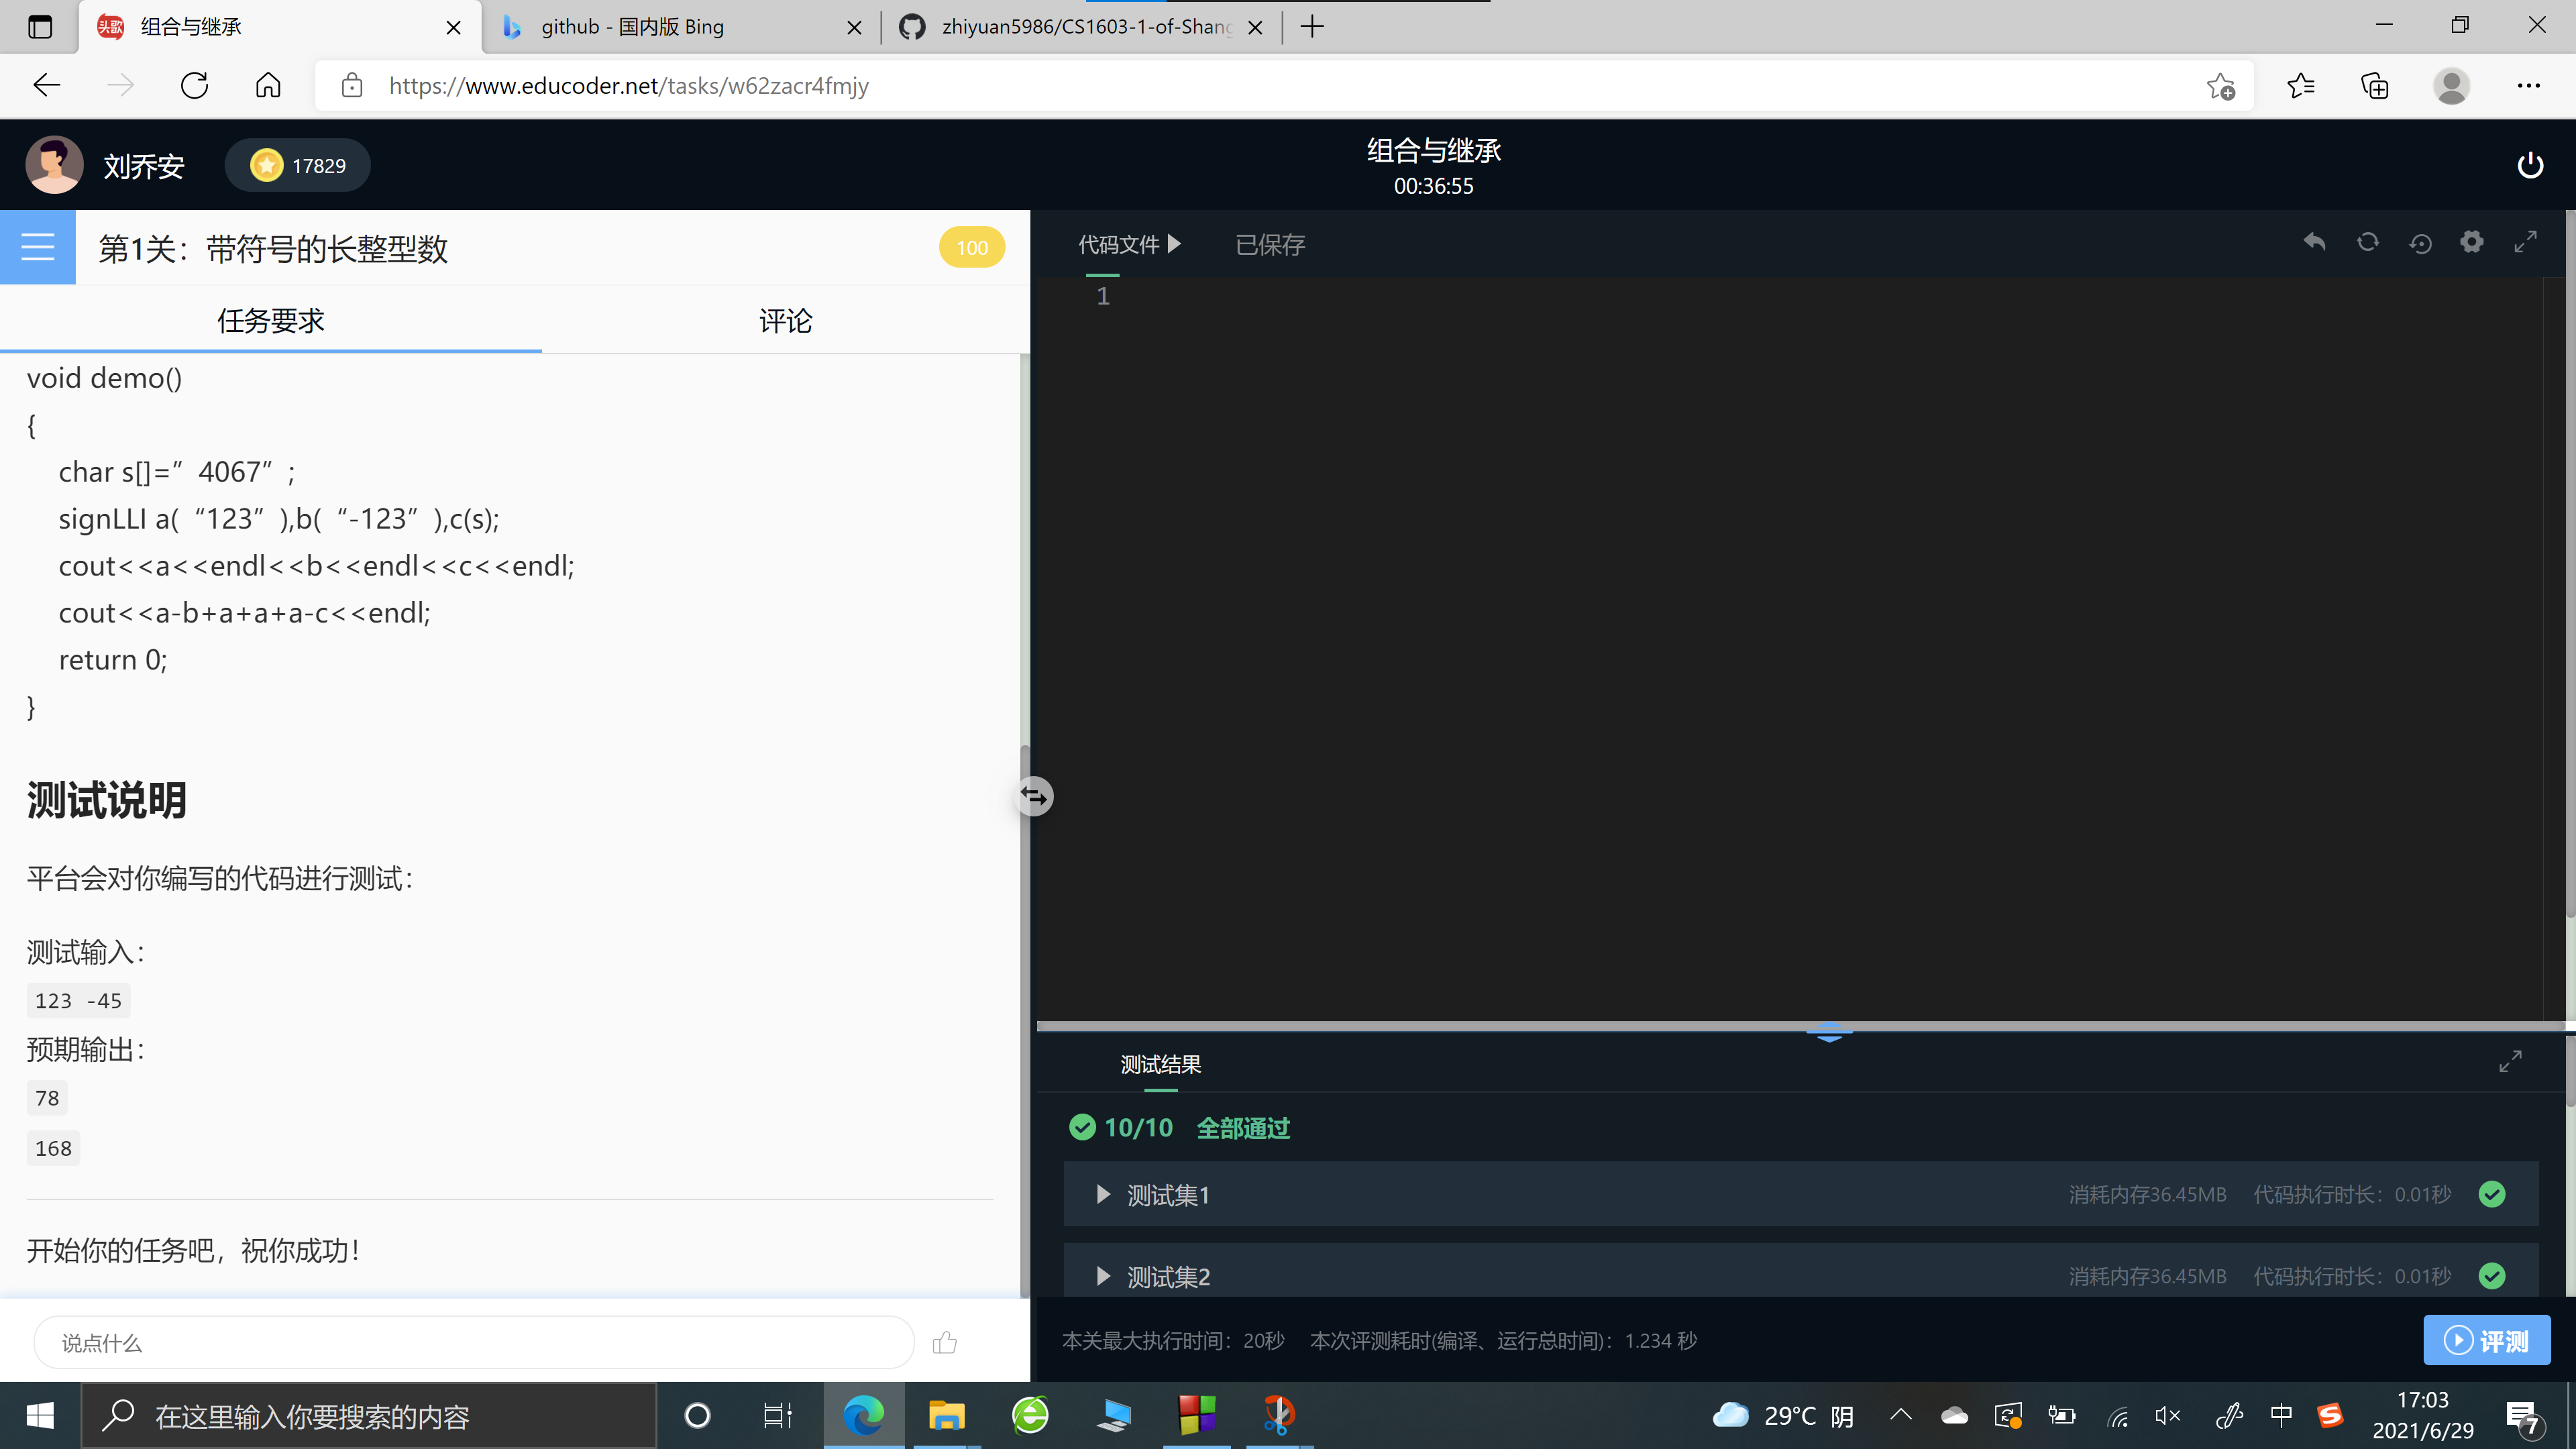 组合与继承
github - 国内版 Bing
zhiyuan5986/CS1603-1-of-Shang
https://www.educoder.net/tasks/w62zacr4fmjy
刘乔安
17829
组合与继承
00:36:55
第1关：带符号的长整型数
100
任务要求
评论
void demo()
{
char s[]=”4067”;
signLLI a(“123”),b(“-123”),c(s);
cout<<a<<endl<<b<<endl<<c<<endl;
cout<<a-b+a+a+a-c<<endl;
return 0;
}
测试说明
平台会对你编写的代码进行测试：
测试输入：
123 -45
预期输出：
78
168
开始你的任务吧，祝你成功！
说点什么
代码文件
已保存
1
测试结果
10/10 全部通过
测试集1
消耗内存36.45MB 代码执行时长：0.01秒
测试集2
消耗内存36.45MB 代码执行时长：0.01秒
本关最大执行时间：20秒 本次评测耗时(编译、运行总时间)：1.234 秒
评测
在这里输入你要搜索的内容
29°C 阴
中
17:03
2021/6/29
7